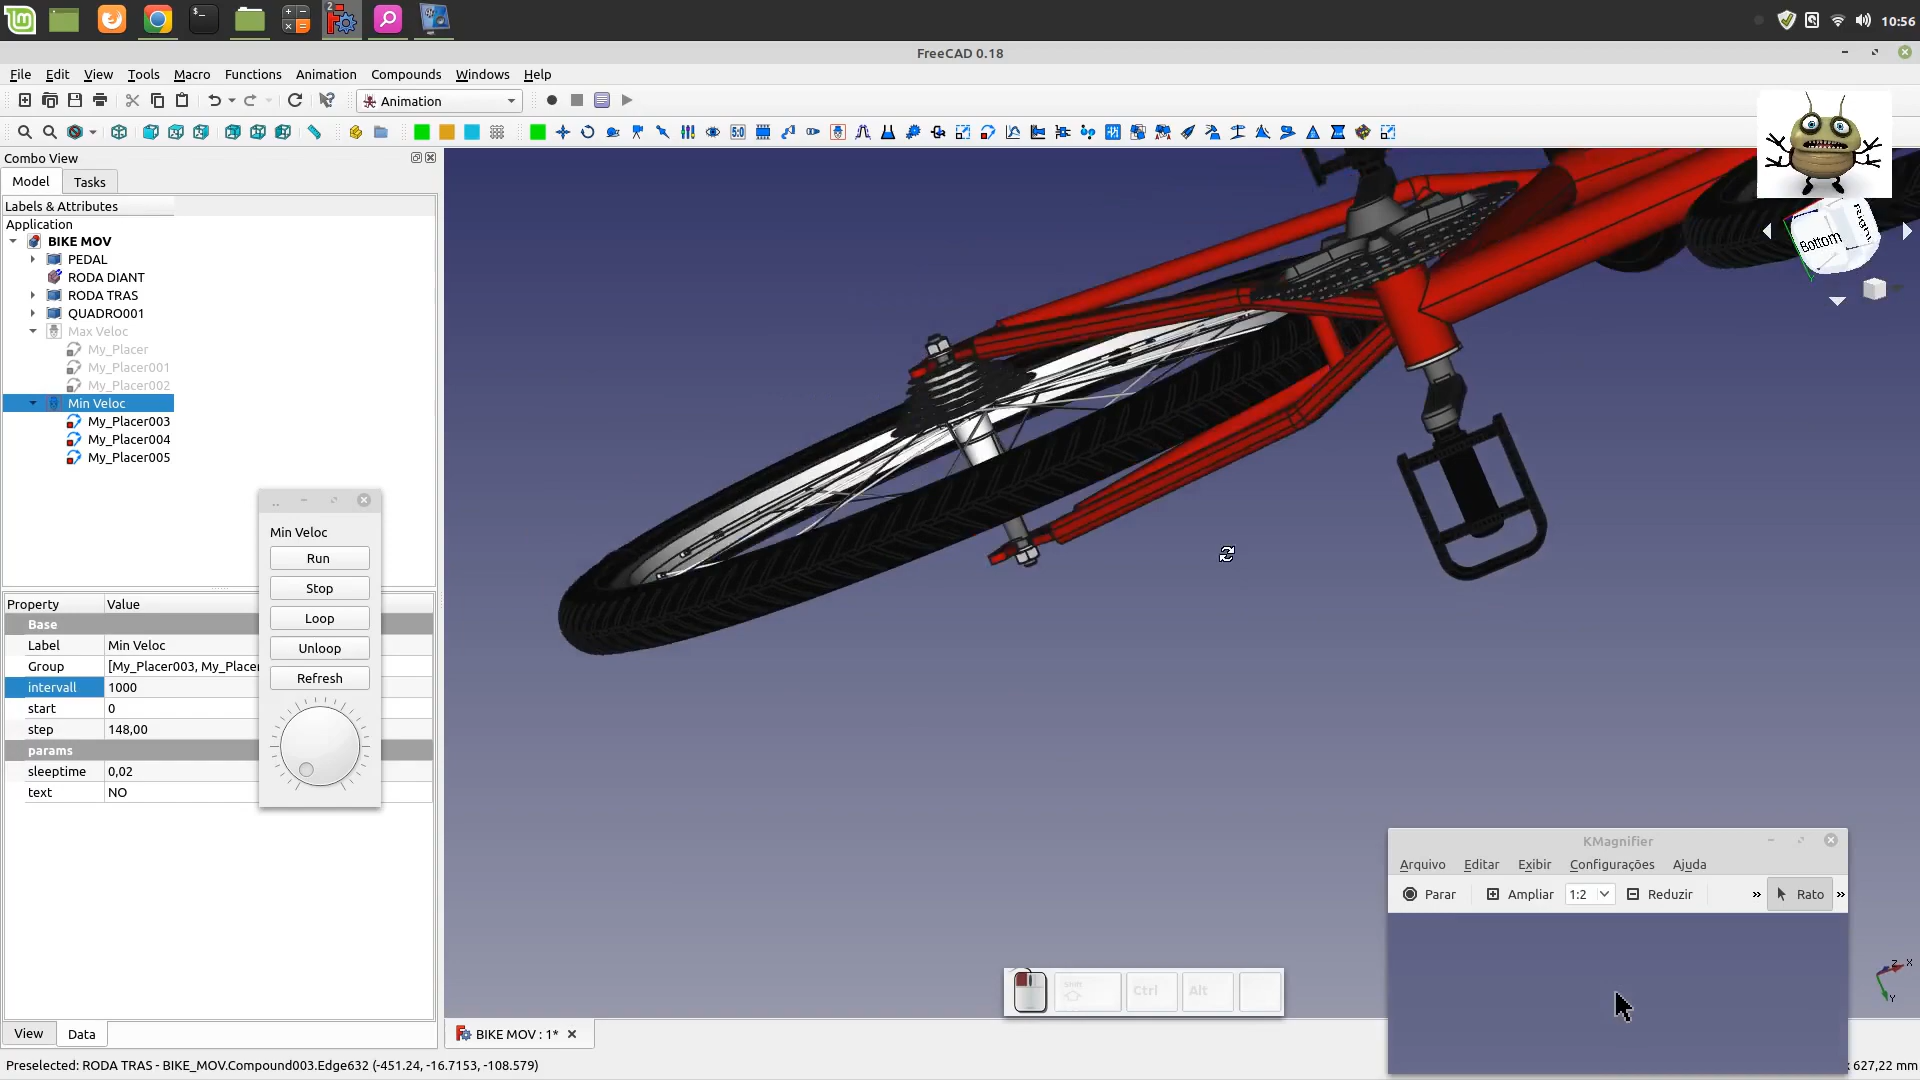 2
10:56
FreeCAD 0.18
File Edit View Tools Macro Functions Animation Compounds Windows Help
Animation
5:0
Combo View
Model Tasks
Labels & Attributes
Application
BIKE MOV
PEDAL
RODA DIANT
RODA TRAS
QUADRO001
Max Veloc
My_Placer
My_Placer001
My_Placer002
Min Veloc
My_Placer003
My_Placer004
My_Placer005
Bottom
Right
..
Min Veloc
Run
Stop
Loop
Unloop
Refresh
Property Value
Base
Label Min Veloc
Group [My_Placer003, My_Placer
intervall 1000
start 0
step 148,00
params
sleeptime 0,02
text NO
View Data
BIKE MOV : 1*
Preselected: RODA TRAS - BIKE_MOV.Compound003.Edge632 (-451.24, -16.7153, -108.579)
Shift Ctrl Alt
KMagnifier
Arquivo Editar Exibir Configurações Ajuda
Parar Ampliar 1:2 Reduzir » Rato »
Z X
Y
627,22 mm